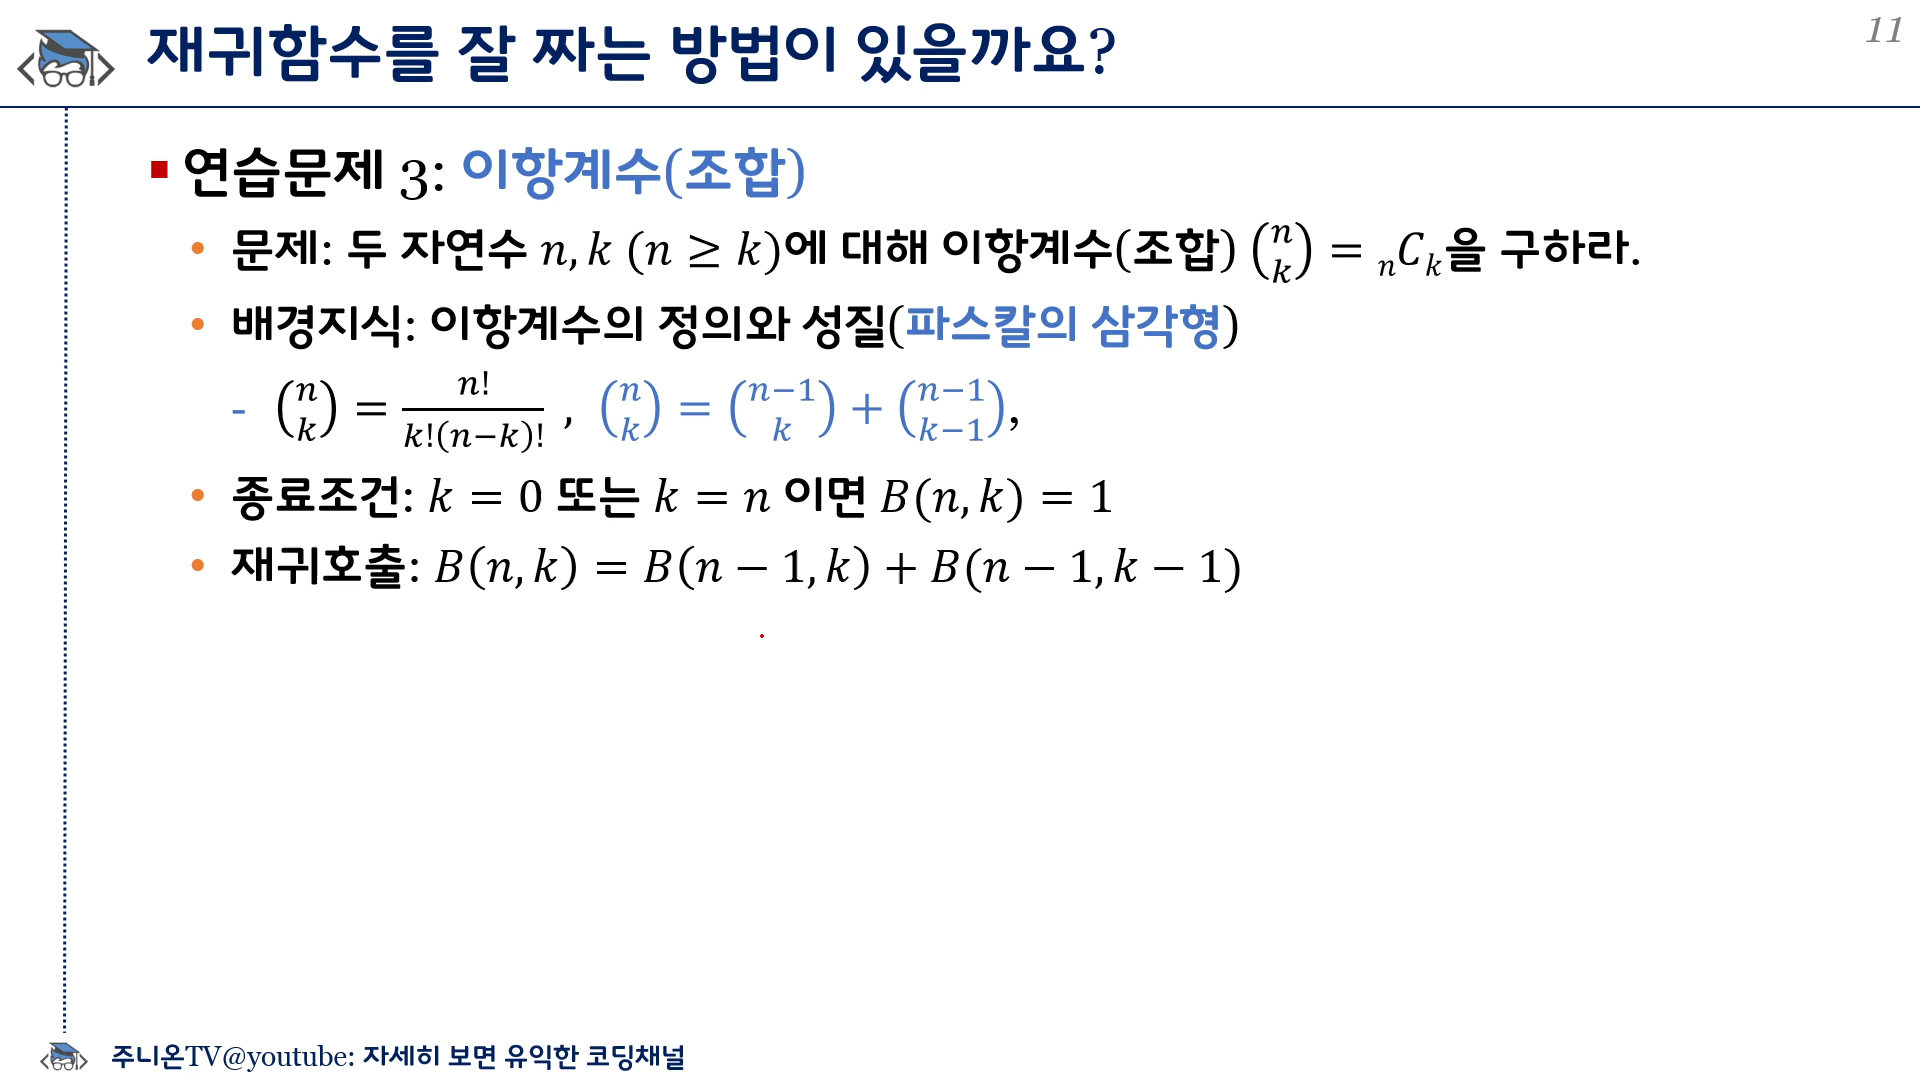 재귀함수를 잘 짜는 방법이 있을까요?
11
연습문제 3: 이항계수(조합)
문제: 두 자연수 n, k (n ≥ k)에 대해 이항계수(조합) (n k) = nCk을 구하라.
배경지식: 이항계수의 정의와 성질(파스칼의 삼각형)
- (n k) = n! / k!(n−k)! , (n k) = (n−1 k) + (n−1 k−1),
종료조건: k = 0 또는 k = n 이면 B(n, k) = 1
재귀호출: B(n, k) = B(n − 1, k) + B(n − 1, k − 1)
주니온TV@youtube: 자세히 보면 유익한 코딩채널